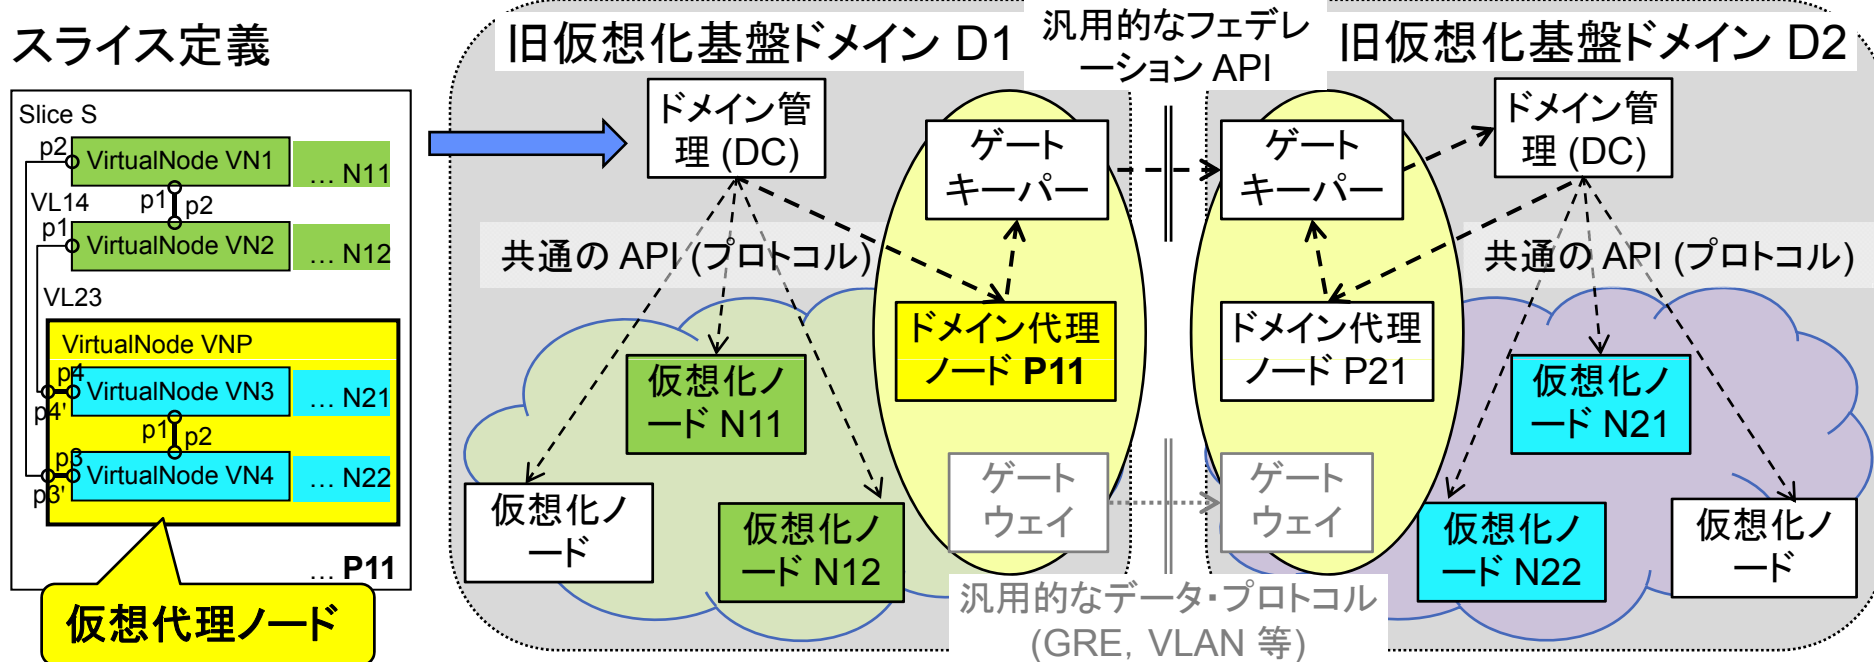 スライス定義
Slice S
p2
VirtualNode VN1
… N11
VL14
p1
p2
p1
VirtualNode VN2
… N12
VL23
VirtualNode VNP
p4
VirtualNode VN3
… N21
p4'
p1
p2
p3
VirtualNode VN4
… N22
p3'
… P11
仮想代理ノード
旧仮想化基盤ドメイン D1
汎用的なフェデレ
ーション API
旧仮想化基盤ドメイン D2
ドメイン管
理 (DC)
ゲート
キーパー
ゲート
キーパー
ドメイン管
理 (DC)
共通の API (プロトコル)
共通の API (プロトコル)
ドメイン代理
ノード P11
ドメイン代理
ノード P21
仮想化ノ
ード N11
仮想化ノ
ード N21
仮想化ノ
ード
仮想化ノ
ード N12
ゲート
ウェイ
ゲート
ウェイ
仮想化ノ
ード N22
仮想化ノ
ード
汎用的なデータ・プロトコル
(GRE, VLAN 等)